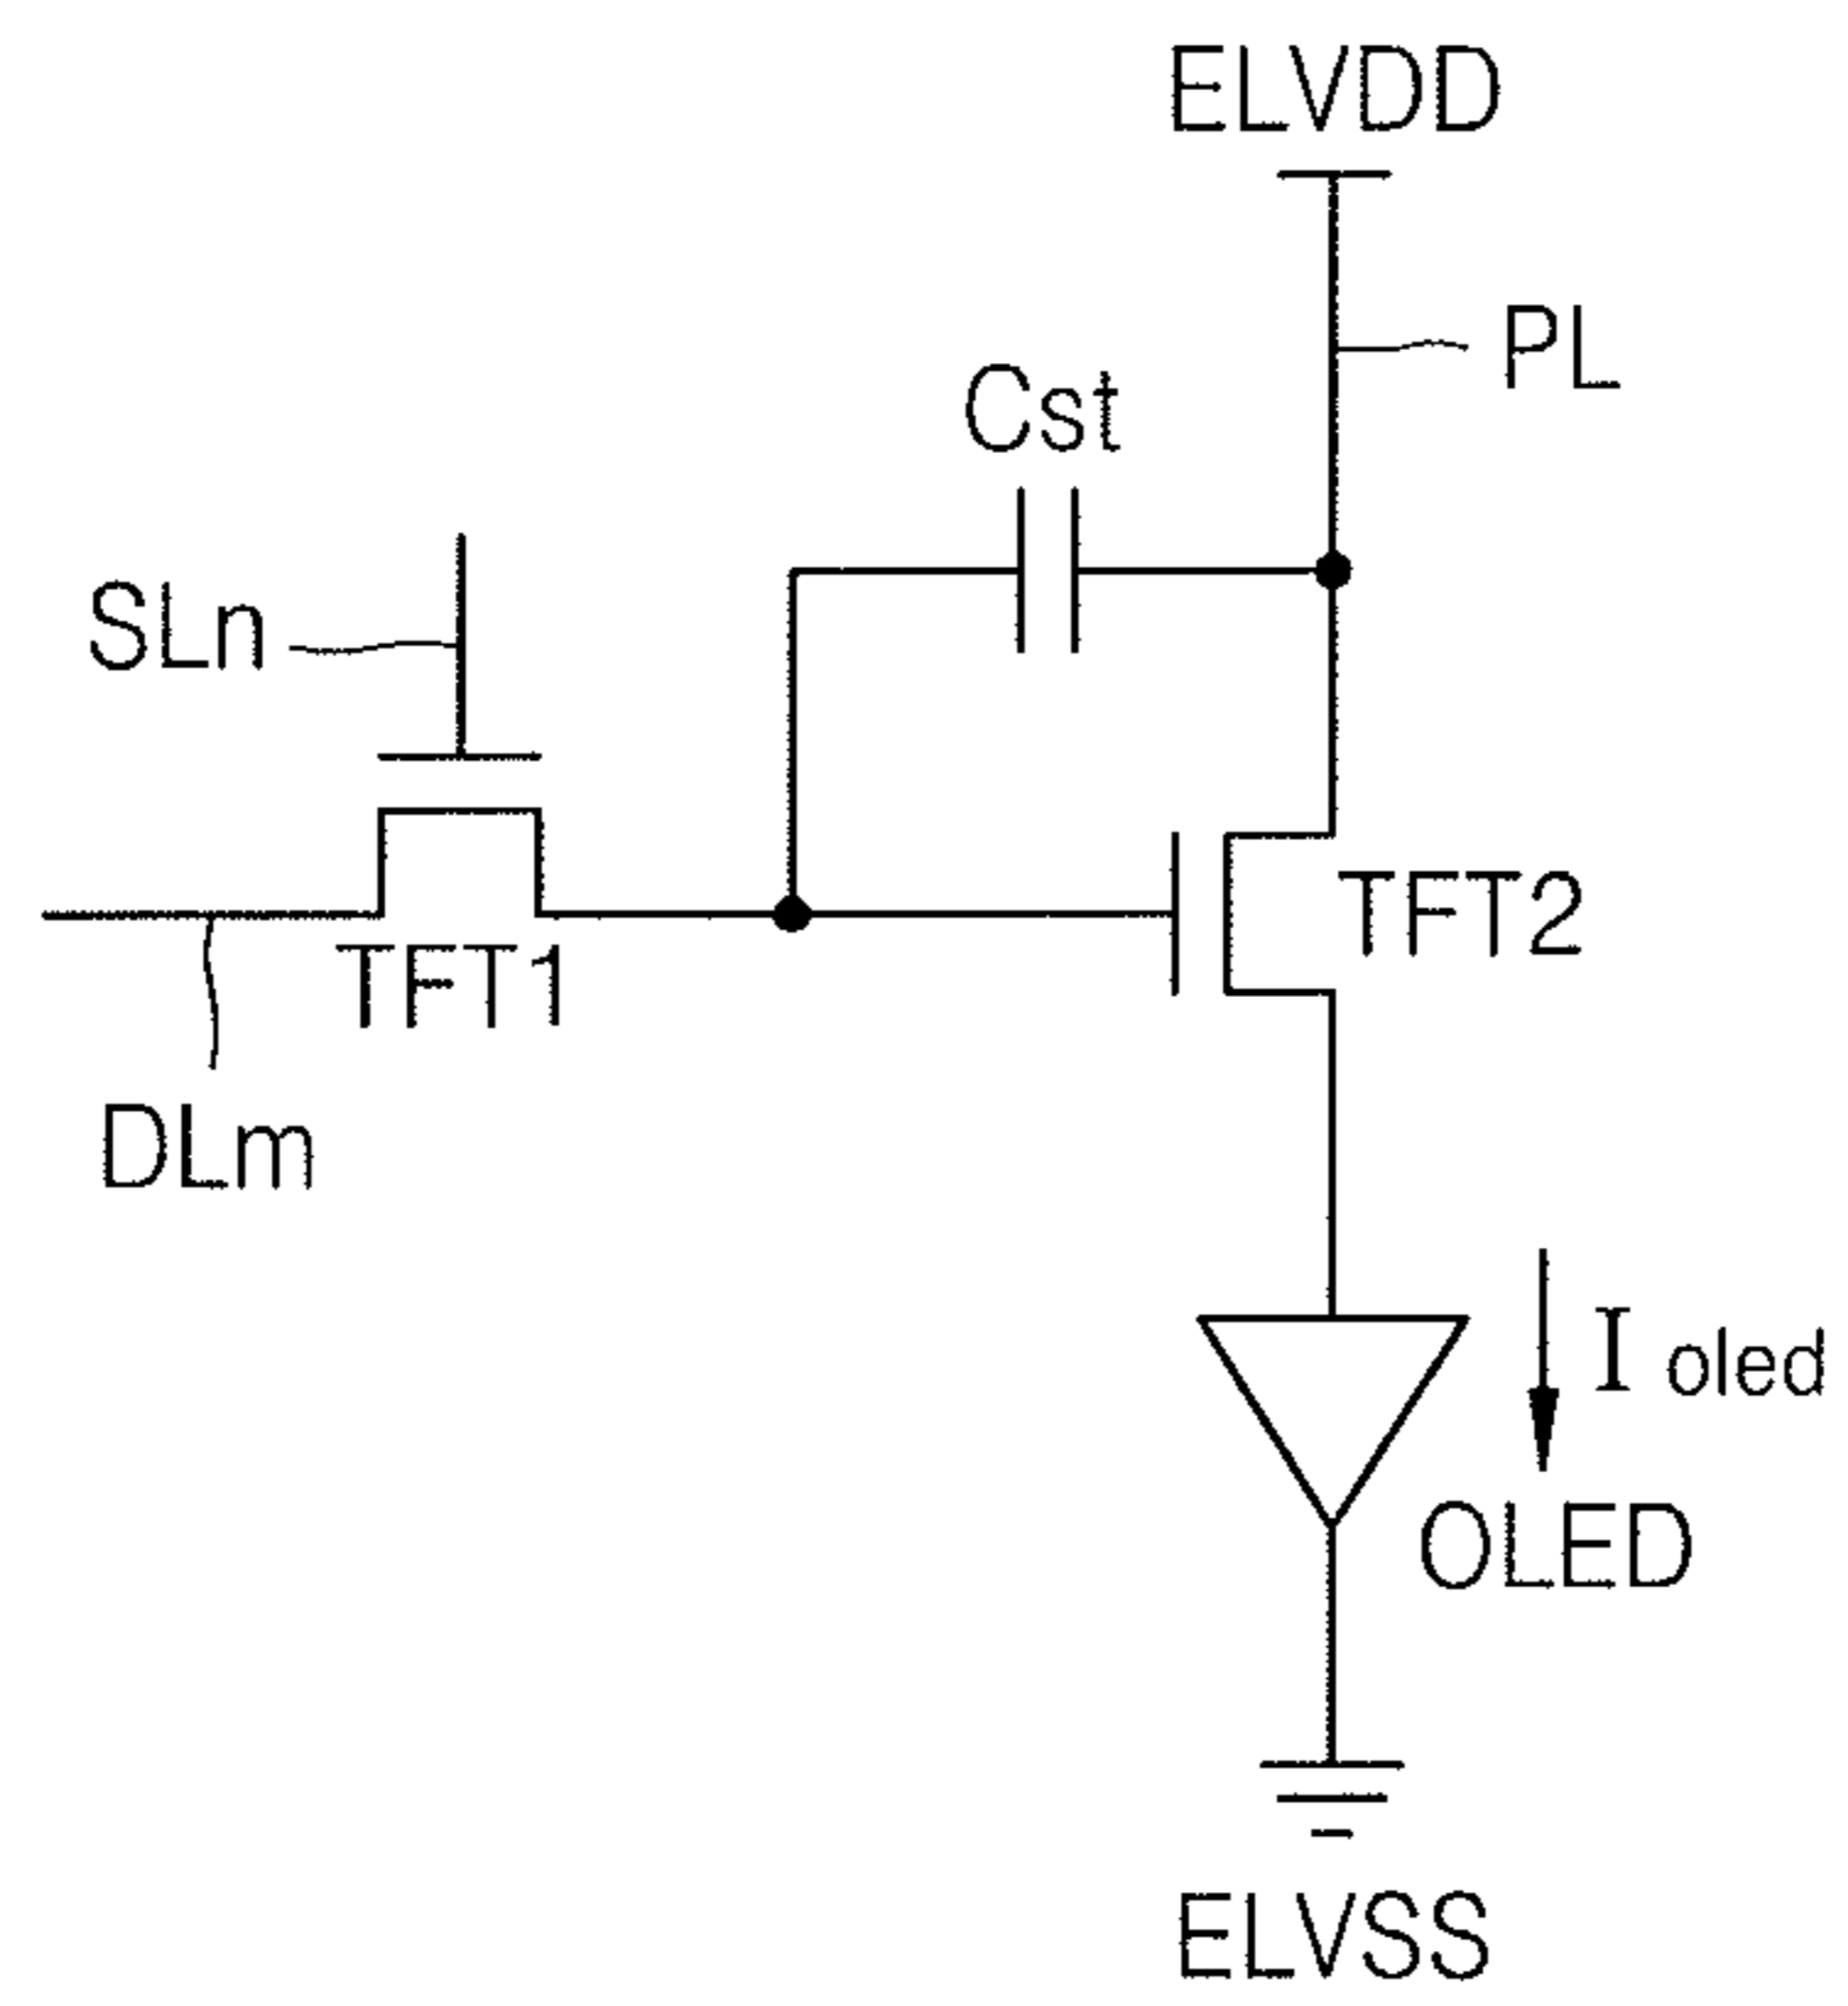 ELVDD
PL
Cst
SLn
TFT2
TFT1
DLm
I oled
OLED
ELVSS